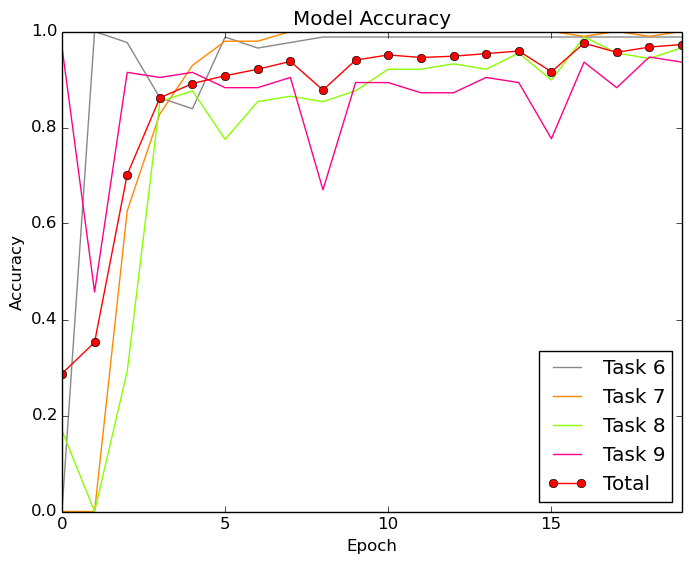 Model Accuracy
1.0
0.8
0.6
0.4
0.2
0.0
Accuracy
0 5 10 15
Epoch
Task 6
Task 7
Task 8
Task 9
Total